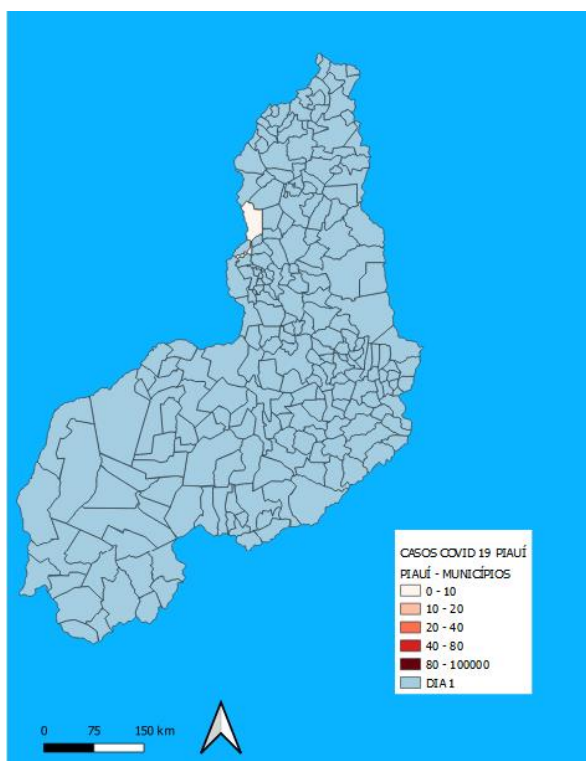 CASOS COVID 19 PIAUÍ
PIAUÍ - MUNICÍPIOS
0 - 10
10 - 20
20 - 40
40 - 80
80 - 100000
DIA 1
0 75 150 km